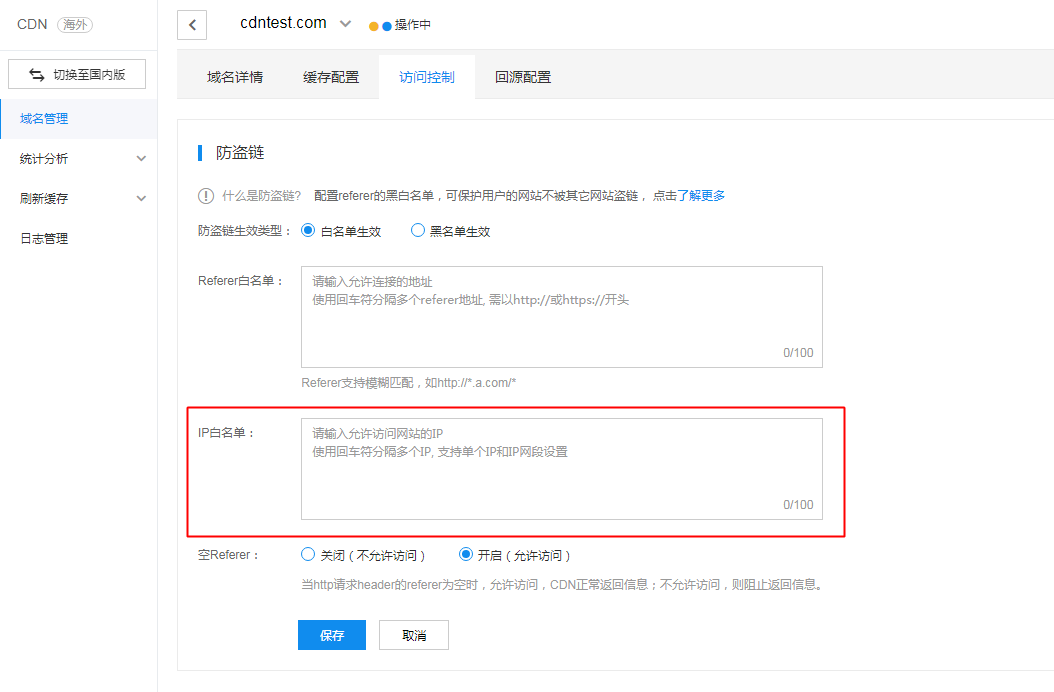 CDN 海外
切换至国内版
域名管理
统计分析
刷新缓存
日志管理
cdntest.com 操作中
域名详情 缓存配置 访问控制 回源配置
防盗链
什么是防盗链? 配置referer的黑白名单，可保护用户的网站不被其它网站盗链， 点击了解更多
防盗链生效类型： 白名单生效 黑名单生效
Referer白名单： 请输入允许连接的地址
使用回车符分隔多个referer地址, 需以http://或https://开头
0/100
Referer支持模糊匹配，如http://*.a.com/*
IP白名单： 请输入允许访问网站的IP
使用回车符分隔多个IP, 支持单个IP和IP网段设置
0/100
空Referer： 关闭（不允许访问） 开启（允许访问）
当http请求header的referer为空时，允许访问，CDN正常返回信息；不允许访问，则阻止返回信息。
保存 取消